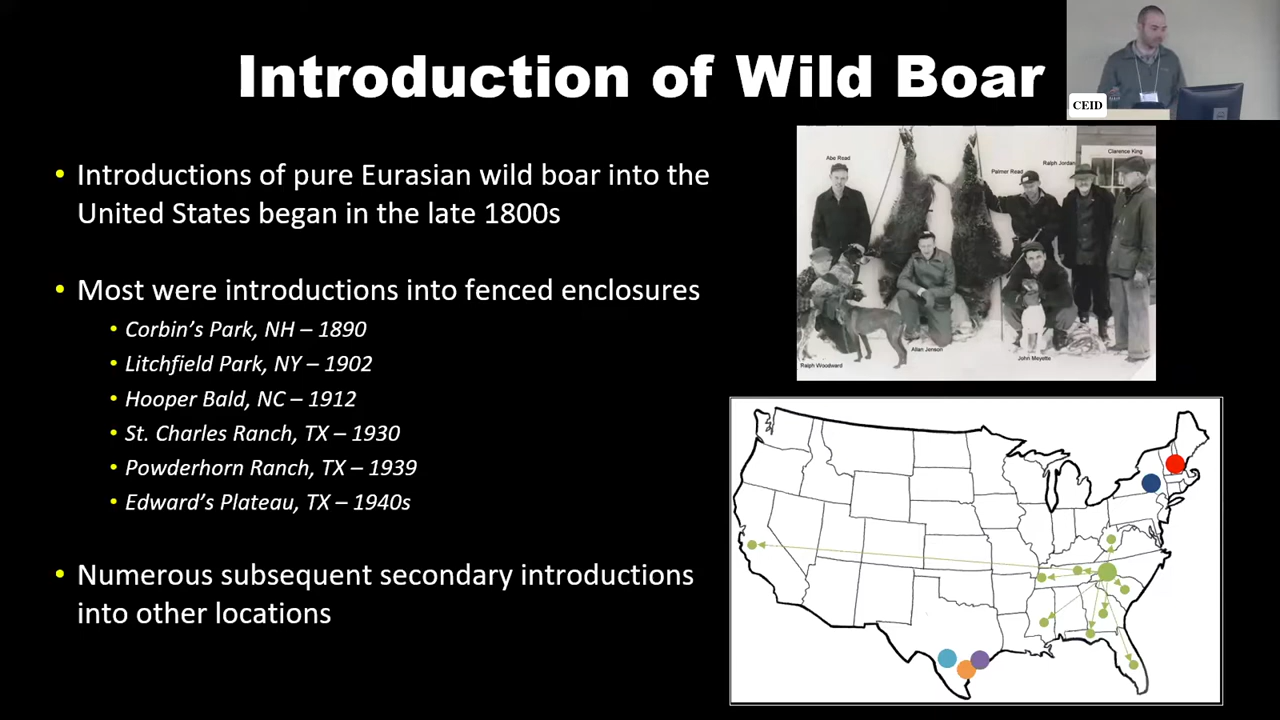 Introduction of Wild Boar
CEID
• Introductions of pure Eurasian wild boar into the
United States began in the late 1800s
• Most were introductions into fenced enclosures
• Corbin's Park, NH – 1890
• Litchfield Park, NY – 1902
• Hooper Bald, NC – 1912
• St. Charles Ranch, TX – 1930
• Powderhorn Ranch, TX – 1939
• Edward's Plateau, TX – 1940s
• Numerous subsequent secondary introductions
into other locations
Abe Read
Palmer Read
Ralph Jordan
Clarence King
Ralph Woodward
Allan Jenson
John Meyette